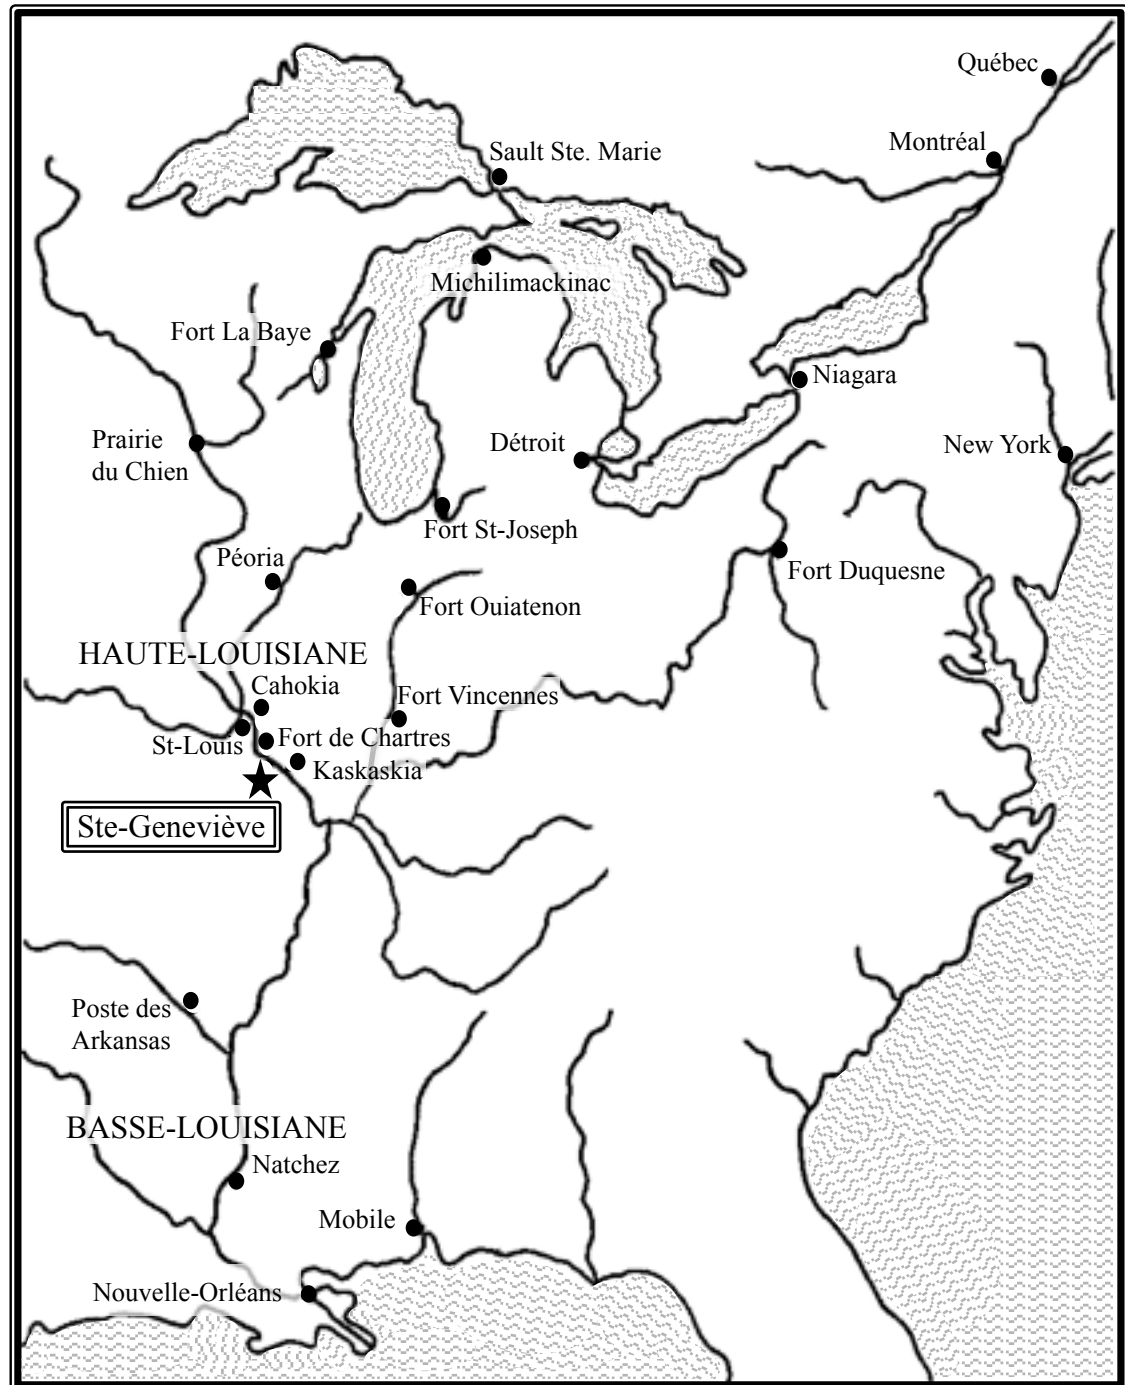 Québec
Montréal
Sault Ste. Marie
Michilimackinac
Fort La Baye
Niagara
Prairie
du Chien
Détroit
New York
Fort St-Joseph
Péoria
Fort Duquesne
Fort Ouiatenon
HAUTE-LOUISIANE
Cahokia
Fort Vincennes
St-Louis
Fort de Chartres
Kaskaskia
Ste-Geneviève
Poste des
Arkansas
BASSE-LOUISIANE
Natchez
Mobile
Nouvelle-Orléans